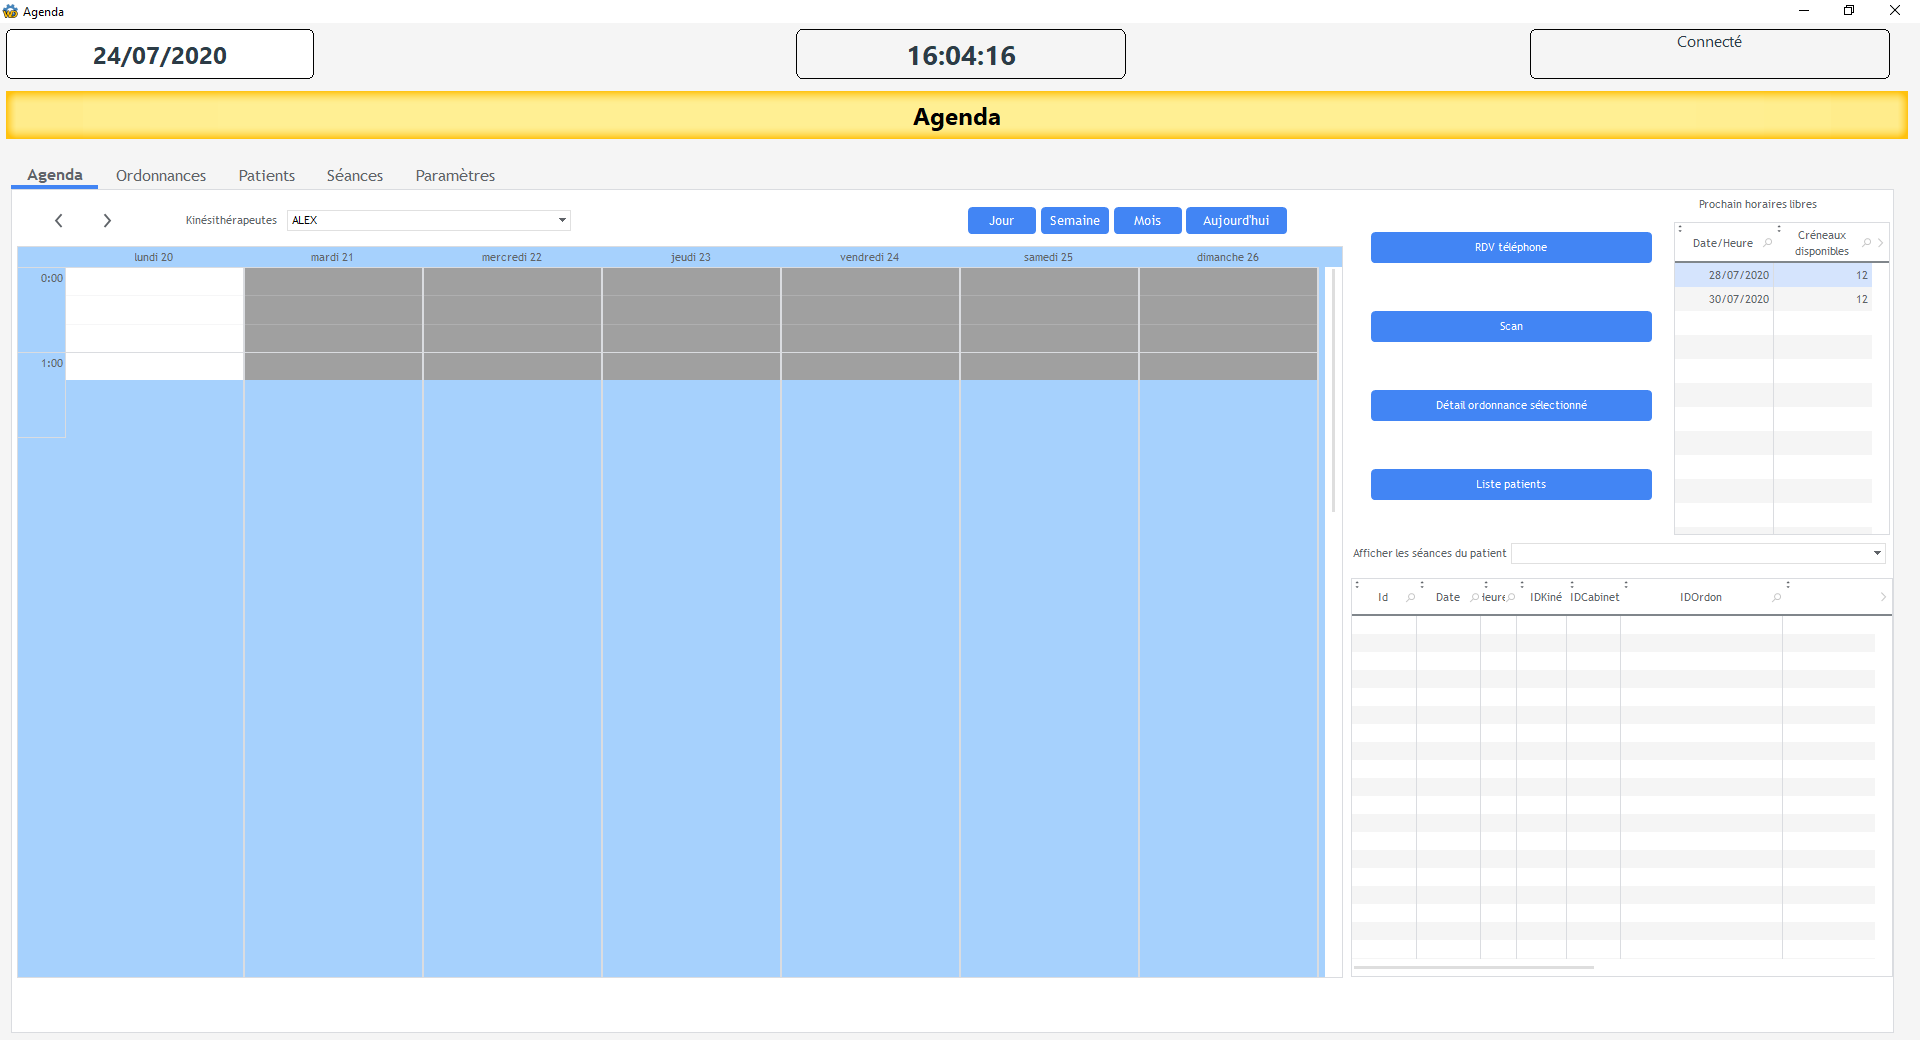 Agenda
24/07/2020
16:04:16
Connecté
Agenda
Agenda Ordonnances Patients Séances Paramètres
Kinésithérapeutes ALEX
Jour Semaine Mois Aujourd'hui
lundi 20 mardi 21 mercredi 22 jeudi 23 vendredi 24 samedi 25 dimanche 26
0:00
1:00
RDV téléphone
Scan
Détail ordonnance sélectionné
Liste patients
Prochain horaires libres
Date/Heure Créneaux
disponibles
28/07/2020 12
30/07/2020 12
Afficher les séances du patient
Id Date Heure IDKiné IDCabinet IDOrdon